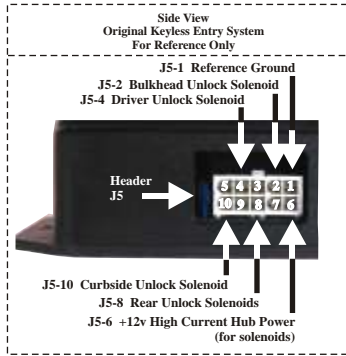 Side View
Original Keyless Entry System
For Reference Only
J5-1 Reference Ground
J5-2 Bulkhead Unlock Solenoid
J5-4 Driver Unlock Solenoid
Header
J5
5 4 3 2 1
10 9 8 7 6
J5-10 Curbside Unlock Solenoid
J5-8 Rear Unlock Solenoids
J5-6 +12v High Current Hub Power
(for solenoids)